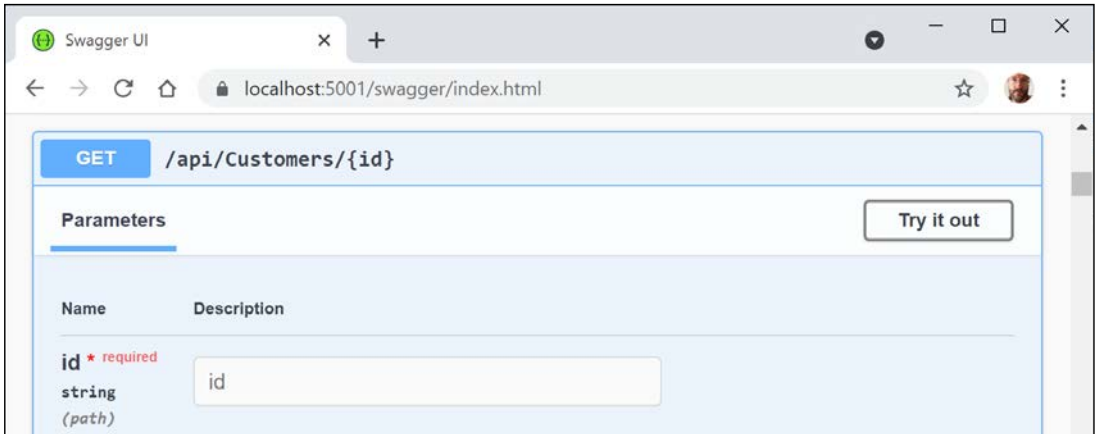 Swagger UI
localhost:5001/swagger/index.html
GET /api/Customers/{id}
Parameters Try it out
Name Description
id * required
string
(path)
id